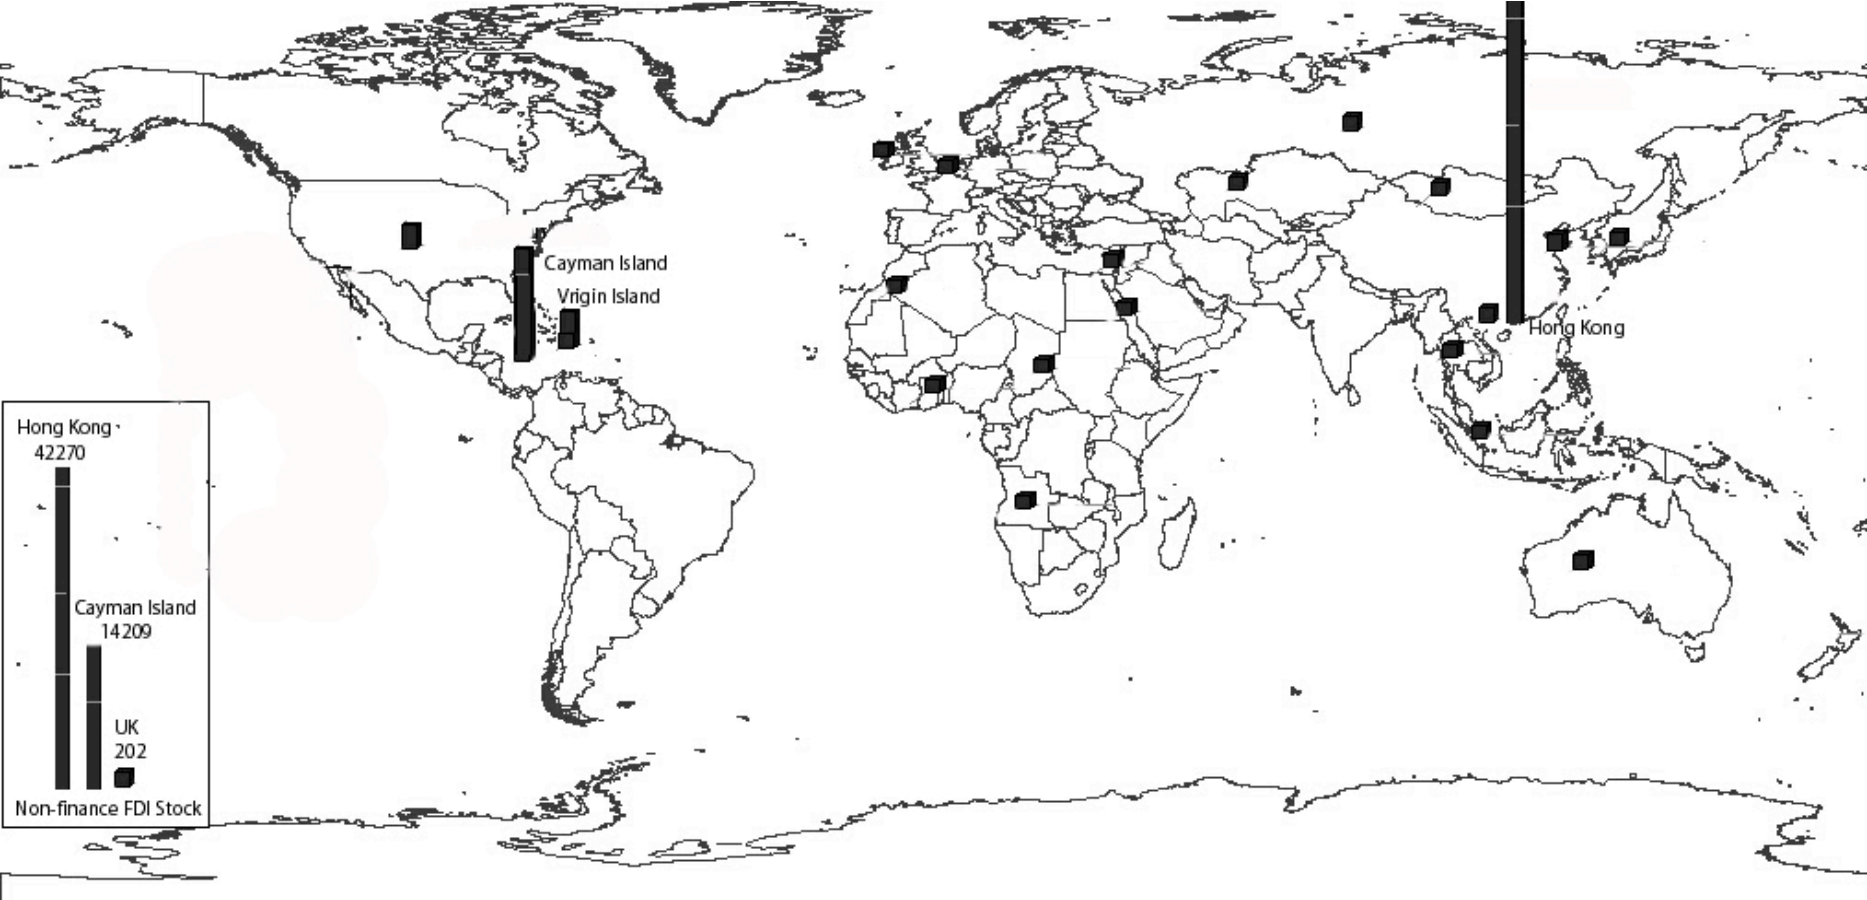 Cayman Island
Vrigin Island
Hong Kong
Hong Kong
42270
Cayman Island
14209
UK
202
Non-finance FDI Stock